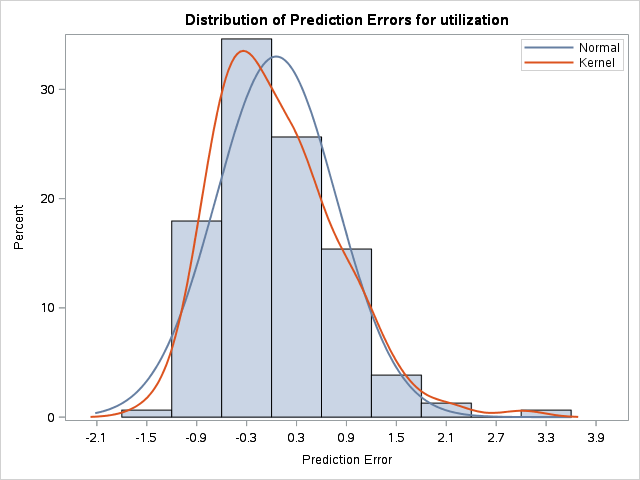 Distribution of Prediction Errors for utilization
Normal
Kernel
30
20
10
0
Percent
-2.1 -1.5 -0.9 -0.3 0.3 0.9 1.5 2.1 2.7 3.3 3.9
Prediction Error